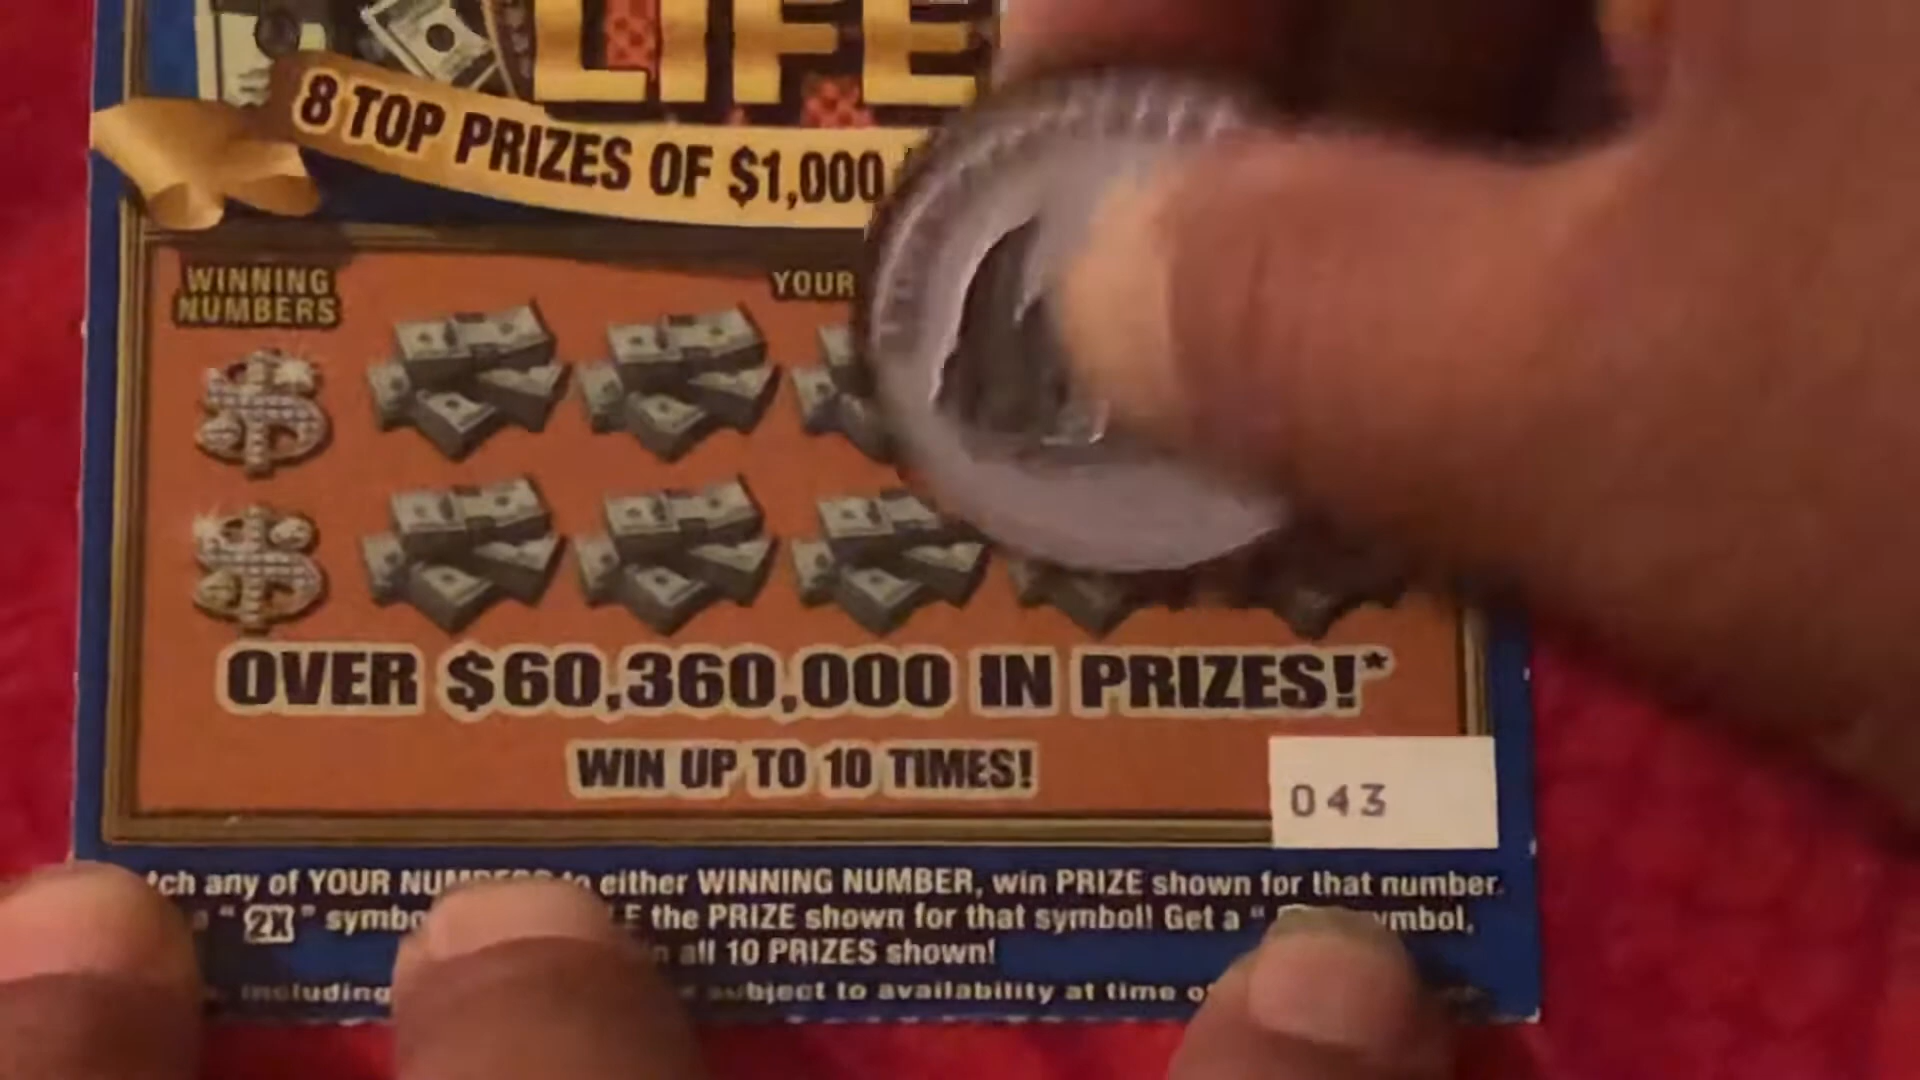 LIFE
8 TOP PRIZES OF $1,000
WINNING
NUMBERS
YOUR
OVER $60,360,000 IN PRIZES!*
WIN UP TO 10 TIMES!
043
any of YOUR either WINNING NUMBER, win PRIZE shown for that number.
"2X" the PRIZE shown for that symbol! Get a "
all 10 PRIZES shown!
including subject to availability at time